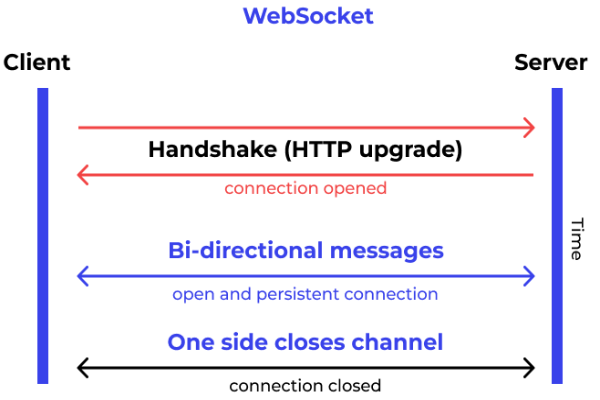 WebSocket
Client
Server
Handshake (HTTP upgrade)
connection opened
Time
Bi-directional messages
open and persistent connection
One side closes channel
connection closed